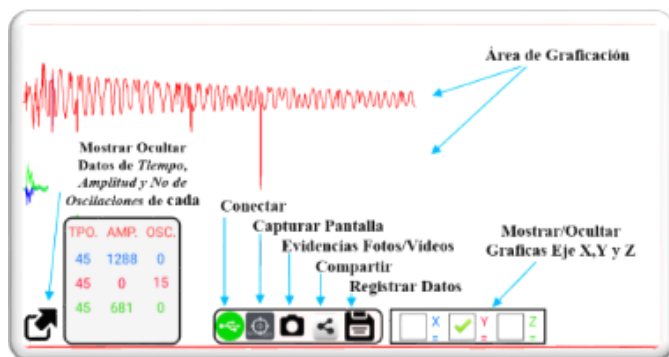 Área de Graficación
Mostrar Ocultar
Datos de Tiempo,
Amplitud y No de
Oscilaciones de cada
Conectar
Capturar Pantalla
Evidencias Fotos/Videos
Compartir
Registrar Datos
Mostrar/Ocultar
Graficas Eje X,Y y Z
TPO. AMP. OSC.
45 1288 0
45 0 15
45 681 0
X Y Z